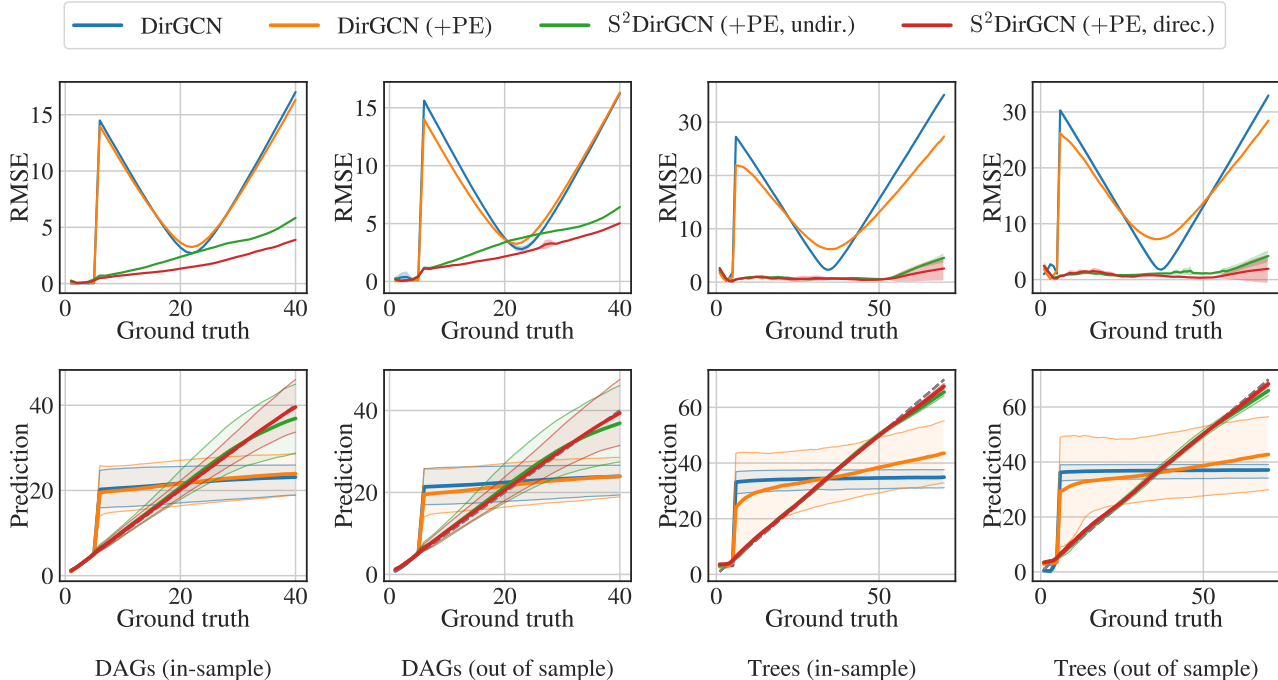 DirGCN DirGCN (+PE) S²DirGCN (+PE, undir.) S²DirGCN (+PE, direc.)
RMSE 15 10 5 0
0 20 40
Ground truth
RMSE 15 10 5 0
0 20 40
Ground truth
RMSE 30 20 10 0
0 50
Ground truth
RMSE 30 20 10 0
0 50
Ground truth
Prediction 40 20 0
0 20 40
Ground truth
Prediction 40 20 0
0 20 40
Ground truth
Prediction 60 40 20 0
0 50
Ground truth
Prediction 60 40 20 0
0 50
Ground truth
DAGs (in-sample) DAGs (out of sample) Trees (in-sample) Trees (out of sample)